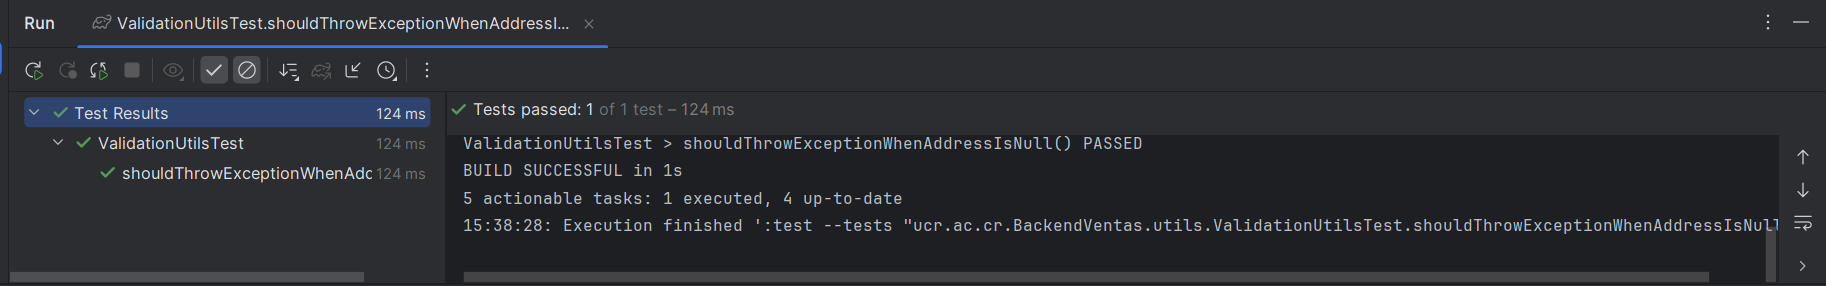 Run ValidationUtilsTest.shouldThrowExceptionWhenAddressI...
Test Results 124 ms
ValidationUtilsTest 124 ms
shouldThrowExceptionWhenAdd 124 ms
Tests passed: 1 of 1 test – 124 ms
ValidationUtilsTest > shouldThrowExceptionWhenAddressIsNull() PASSED
BUILD SUCCESSFUL in 1s
5 actionable tasks: 1 executed, 4 up-to-date
15:38:28: Execution finished ':test --tests "ucr.ac.cr.BackendVentas.utils.ValidationUtilsTest.shouldThrowExceptionWhenAddressIsNull